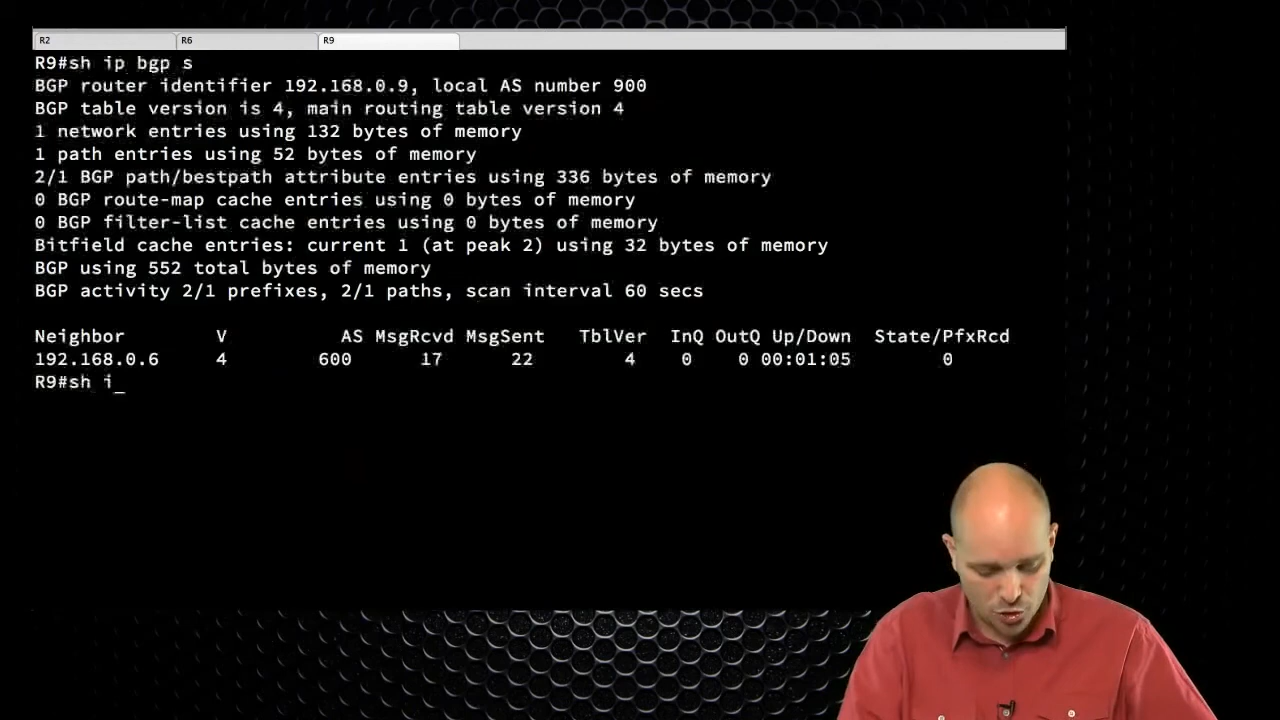 R2 R6 R9
R9#sh ip bgp s
BGP router identifier 192.168.0.9, local AS number 900
BGP table version is 4, main routing table version 4
1 network entries using 132 bytes of memory
1 path entries using 52 bytes of memory
2/1 BGP path/bestpath attribute entries using 336 bytes of memory
0 BGP route-map cache entries using 0 bytes of memory
0 BGP filter-list cache entries using 0 bytes of memory
Bitfield cache entries: current 1 (at peak 2) using 32 bytes of memory
BGP using 552 total bytes of memory
BGP activity 2/1 prefixes, 2/1 paths, scan interval 60 secs
Neighbor V AS MsgRcvd MsgSent TblVer InQ OutQ Up/Down State/PfxRcd
192.168.0.6 4 600 17 22 4 0 0 00:01:05 0
R9#sh i_